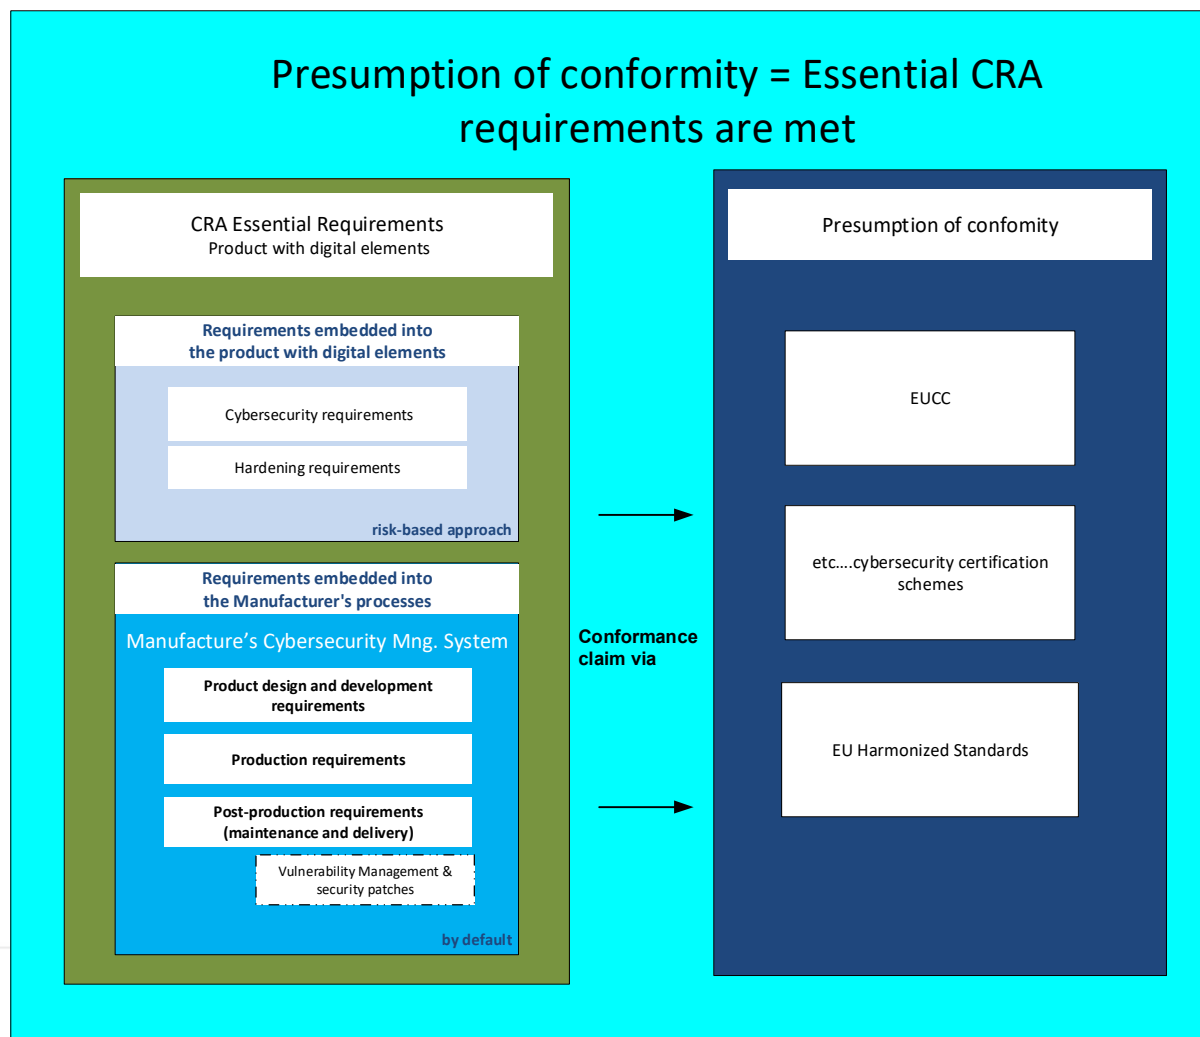 Presumption of conformity = Essential CRA
requirements are met
CRA Essential Requirements
Product with digital elements
Requirements embedded into
the product with digital elements
Cybersecurity requirements
Hardening requirements
risk-based approach
Requirements embedded into
the Manufacturer's processes
Manufacture’s Cybersecurity Mng. System
Product design and development
requirements
Production requirements
Post-production requirements
(maintenance and delivery)
Vulnerability Management &
security patches
by default
Conformance
claim via
Presumption of confomity
EUCC
etc....cybersecurity certification
schemes
EU Harmonized Standards